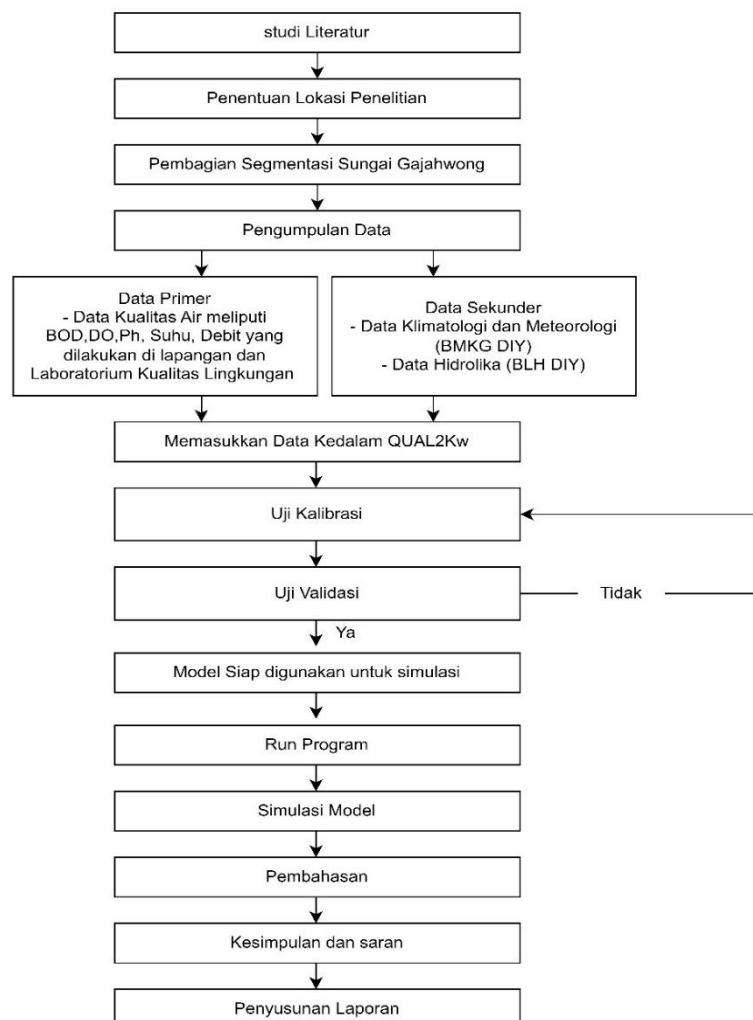 studi Literatur
Penentuan Lokasi Penelitian
Pembagian Segmentasi Sungai Gajahwong
Pengumpulan Data
Data Primer
- Data Kualitas Air meliputi
BOD,DO,Ph, Suhu, Debit yang
dilakukan di lapangan dan
Laboratorium Kualitas Lingkungan
Data Sekunder
- Data Klimatologi dan Meteorologi
(BMKG DIY)
- Data Hidrolika (BLH DIY)
Memasukkan Data Kedalam QUAL2Kw
Uji Kalibrasi
Uji Validasi
Tidak
Ya
Model Siap digunakan untuk simulasi
Run Program
Simulasi Model
Pembahasan
Kesimpulan dan saran
Penyusunan Laporan